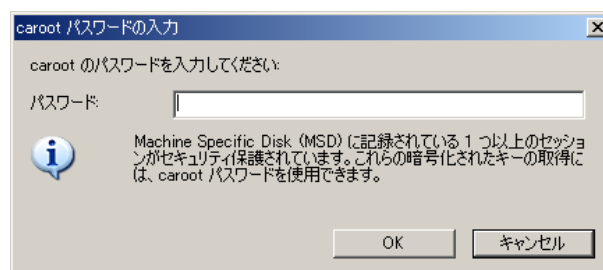 caroot パスワードの入力
caroot のパスワードを入力してください:
パスワード:
Machine Specific Disk (MSD) に記録されている 1 つ以上のセッショ
ンがセキュリティ保護されています。これらの暗号化されたキーの取得に
は、caroot パスワードを使用できます。
OK
キャンセル